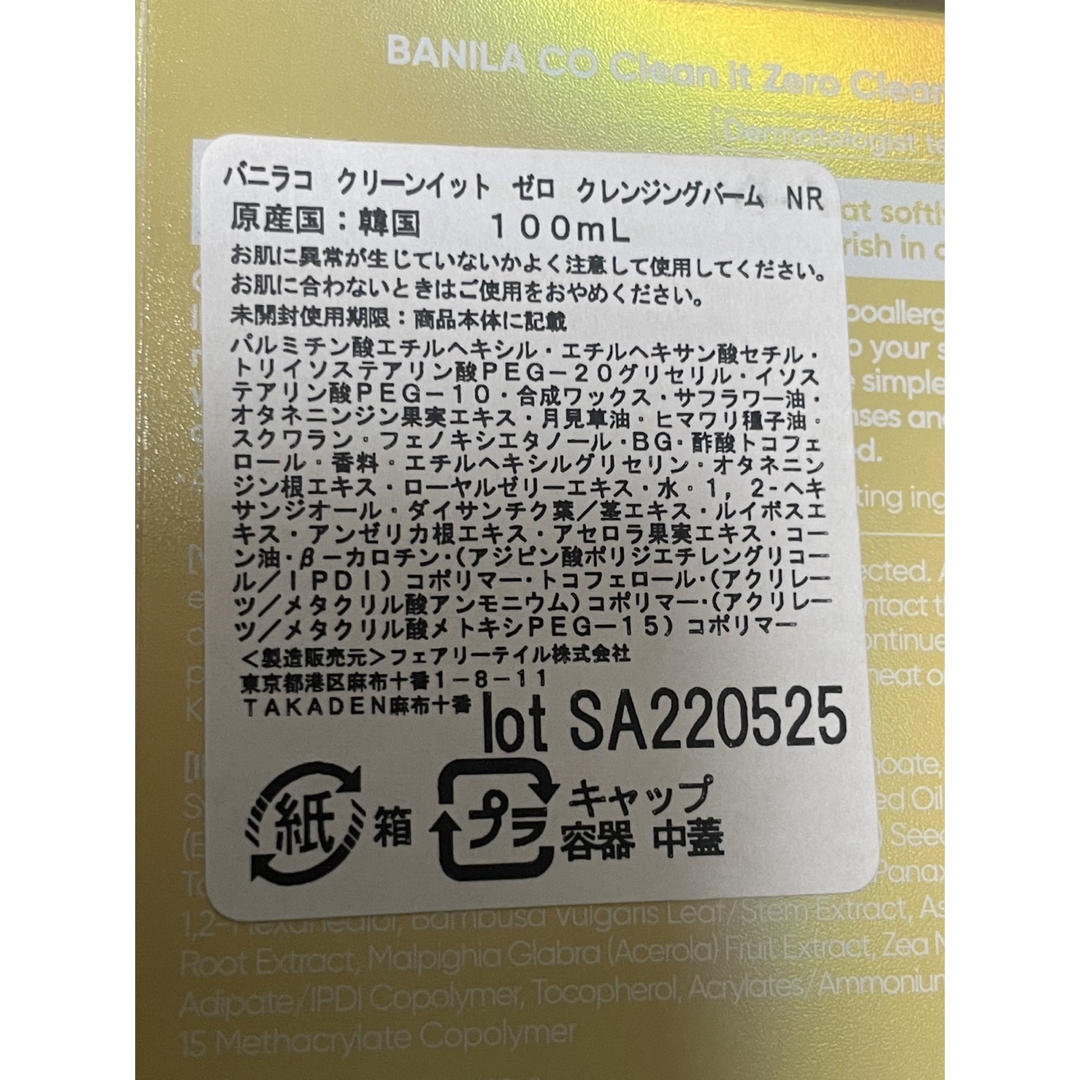 BANILA CO Clean it Zero Clean
Dermatologist te
バニラコ クリーンイット ゼロ クレンジングバーム NR
原産国:韓国 100mL
お肌に異常が生じていないかよく注意して使用してください。
お肌に合わないときはご使用をおやめください。
未開封使用期限:商品本体に記載
パルミチン酸エチルヘキシル・エチルヘキサン酸セチル・
トリイソステアリン酸PEG-20グリセリル・イソス
テアリン酸PEG-10・合成ワックス・サフラワー油・
オタネニンジン果実エキス・月見草油・ヒマワリ種子油・
スクワラン・フェノキシエタノール・BG・酢酸トコフェ
ロール・香料・エチルヘキシルグリセリン・オタネニン
ジン根エキス・ローヤルゼリーエキス・水・1,2-ヘキ
サンジオール・ダイサンチク葉/茎エキス・ルイボスエ
キス・アンゼリカ根エキス・アセロラ果実エキス・コー
ン油・β-カロチン・(アジピン酸ポリジエチレングリコー
ル/IPDI)コポリマー・トコフェロール・(アクリレー
ツ/メタクリル酸アンモニウム)コポリマー・(アクリレー
ツ/メタクリル酸メトキシPEG-15)コポリマー
<製造販売元>フェアリーテイル株式会社
東京都港区麻布十番1-8-11
TAKADEN麻布十番
lot SA220525
紙 箱 プラ キャップ
容器 中蓋
at softly
rish in
oallerg
o your s
simple
nses and
d.
ting ing
ected. A
ntact t
ontinue
heat o
noate,
ed Oil
Seed
Panax
1,2-Hexanediol, Bambusa Vulgaris Leaf/Stem Extract, As
Root Extract, Malpighia Glabra (Acerola) Fruit Extract, Zea M
Adipate/IPDI Copolymer, Tocopherol, Acrylates/Ammonium
15 Methacrylate Copolymer